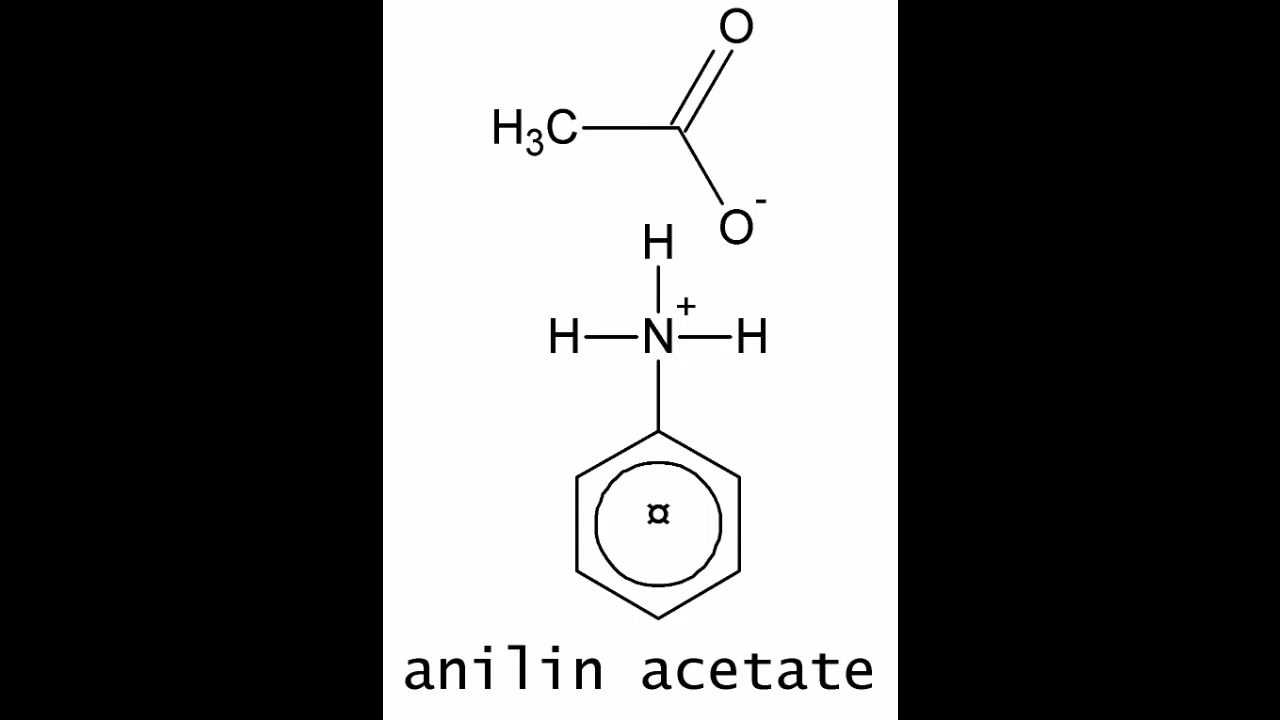 O
H₃C
O⁻
H
H N⁺ H
¤
anilin acetate